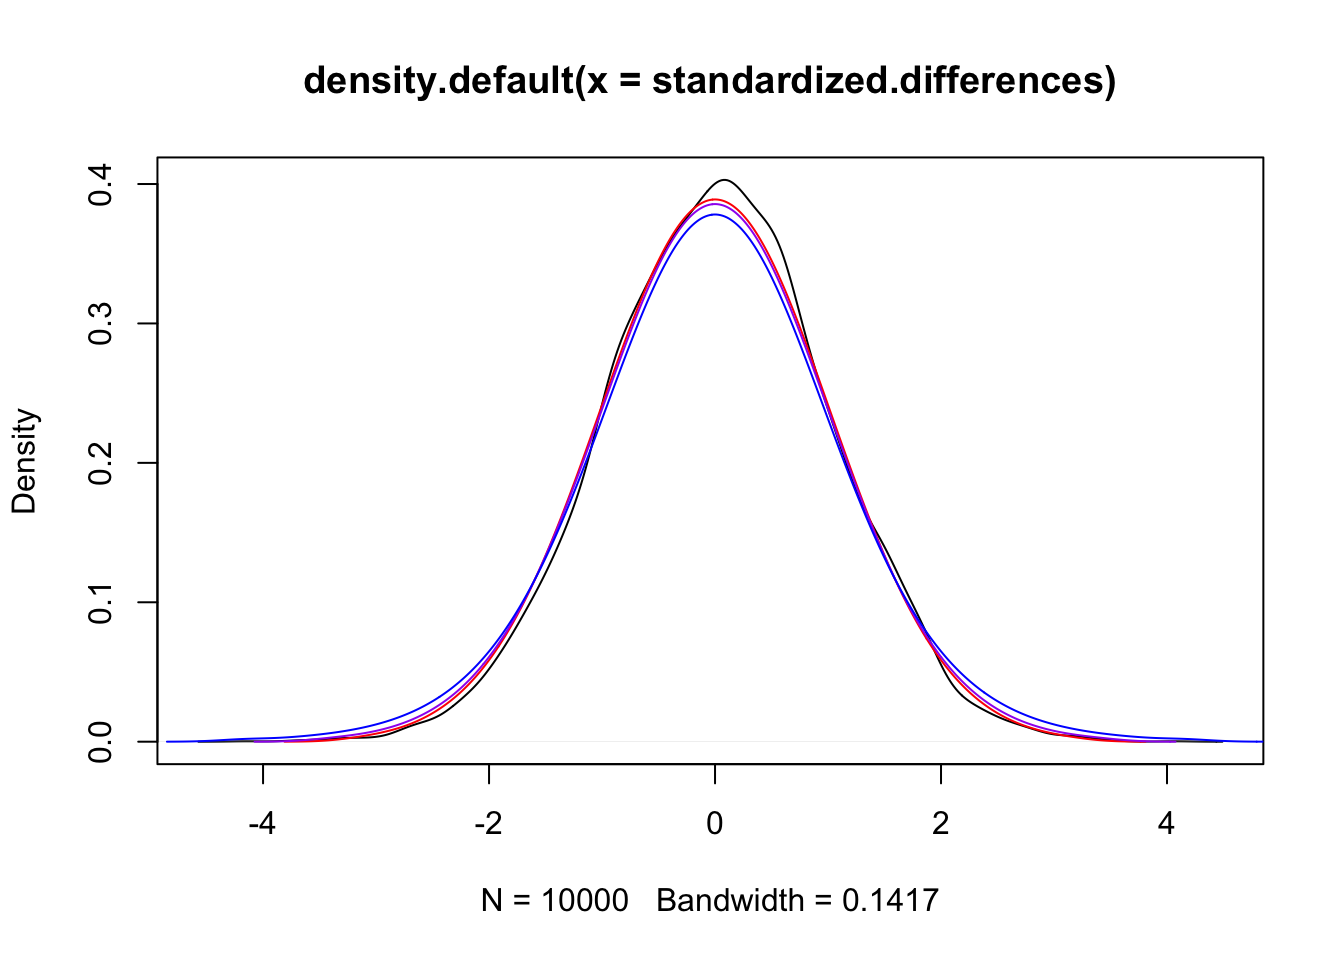 density.default(x = standardized.differences)
Density
0.4
0.3
0.2
0.1
0.0
-4 -2 0 2 4
N = 10000 Bandwidth = 0.1417